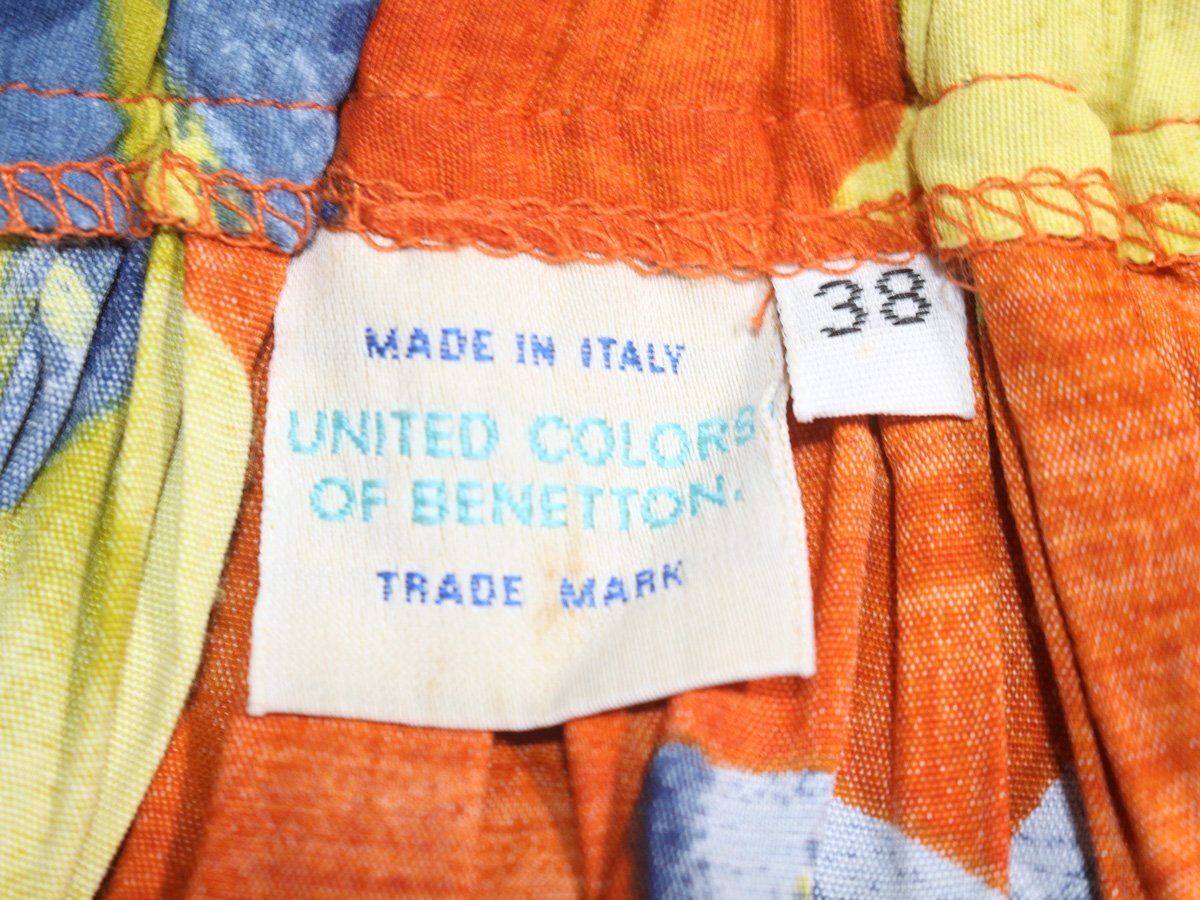 MADE IN ITALY
UNITED COLORS
OF BENETTON.
TRADE MARK
38